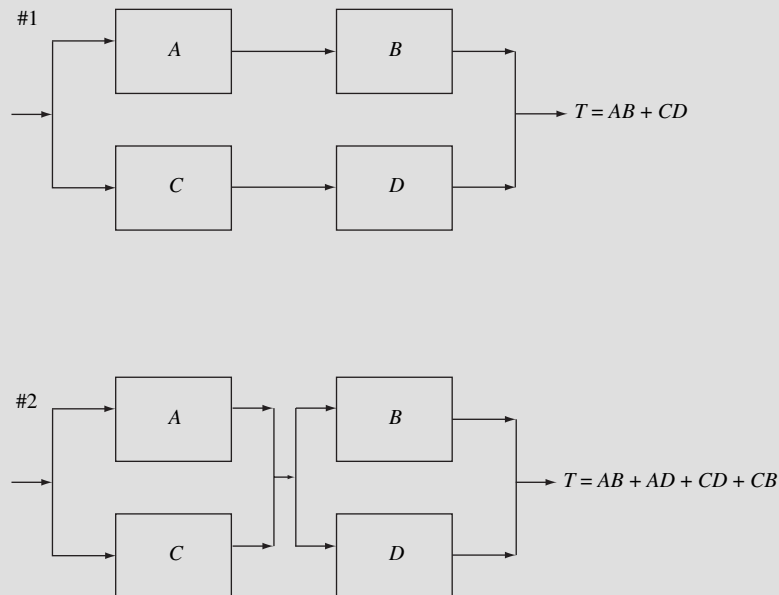 #1
A
B
T = AB + CD
C
D
#2
A
B
T = AB + AD + CD + CB
C
D